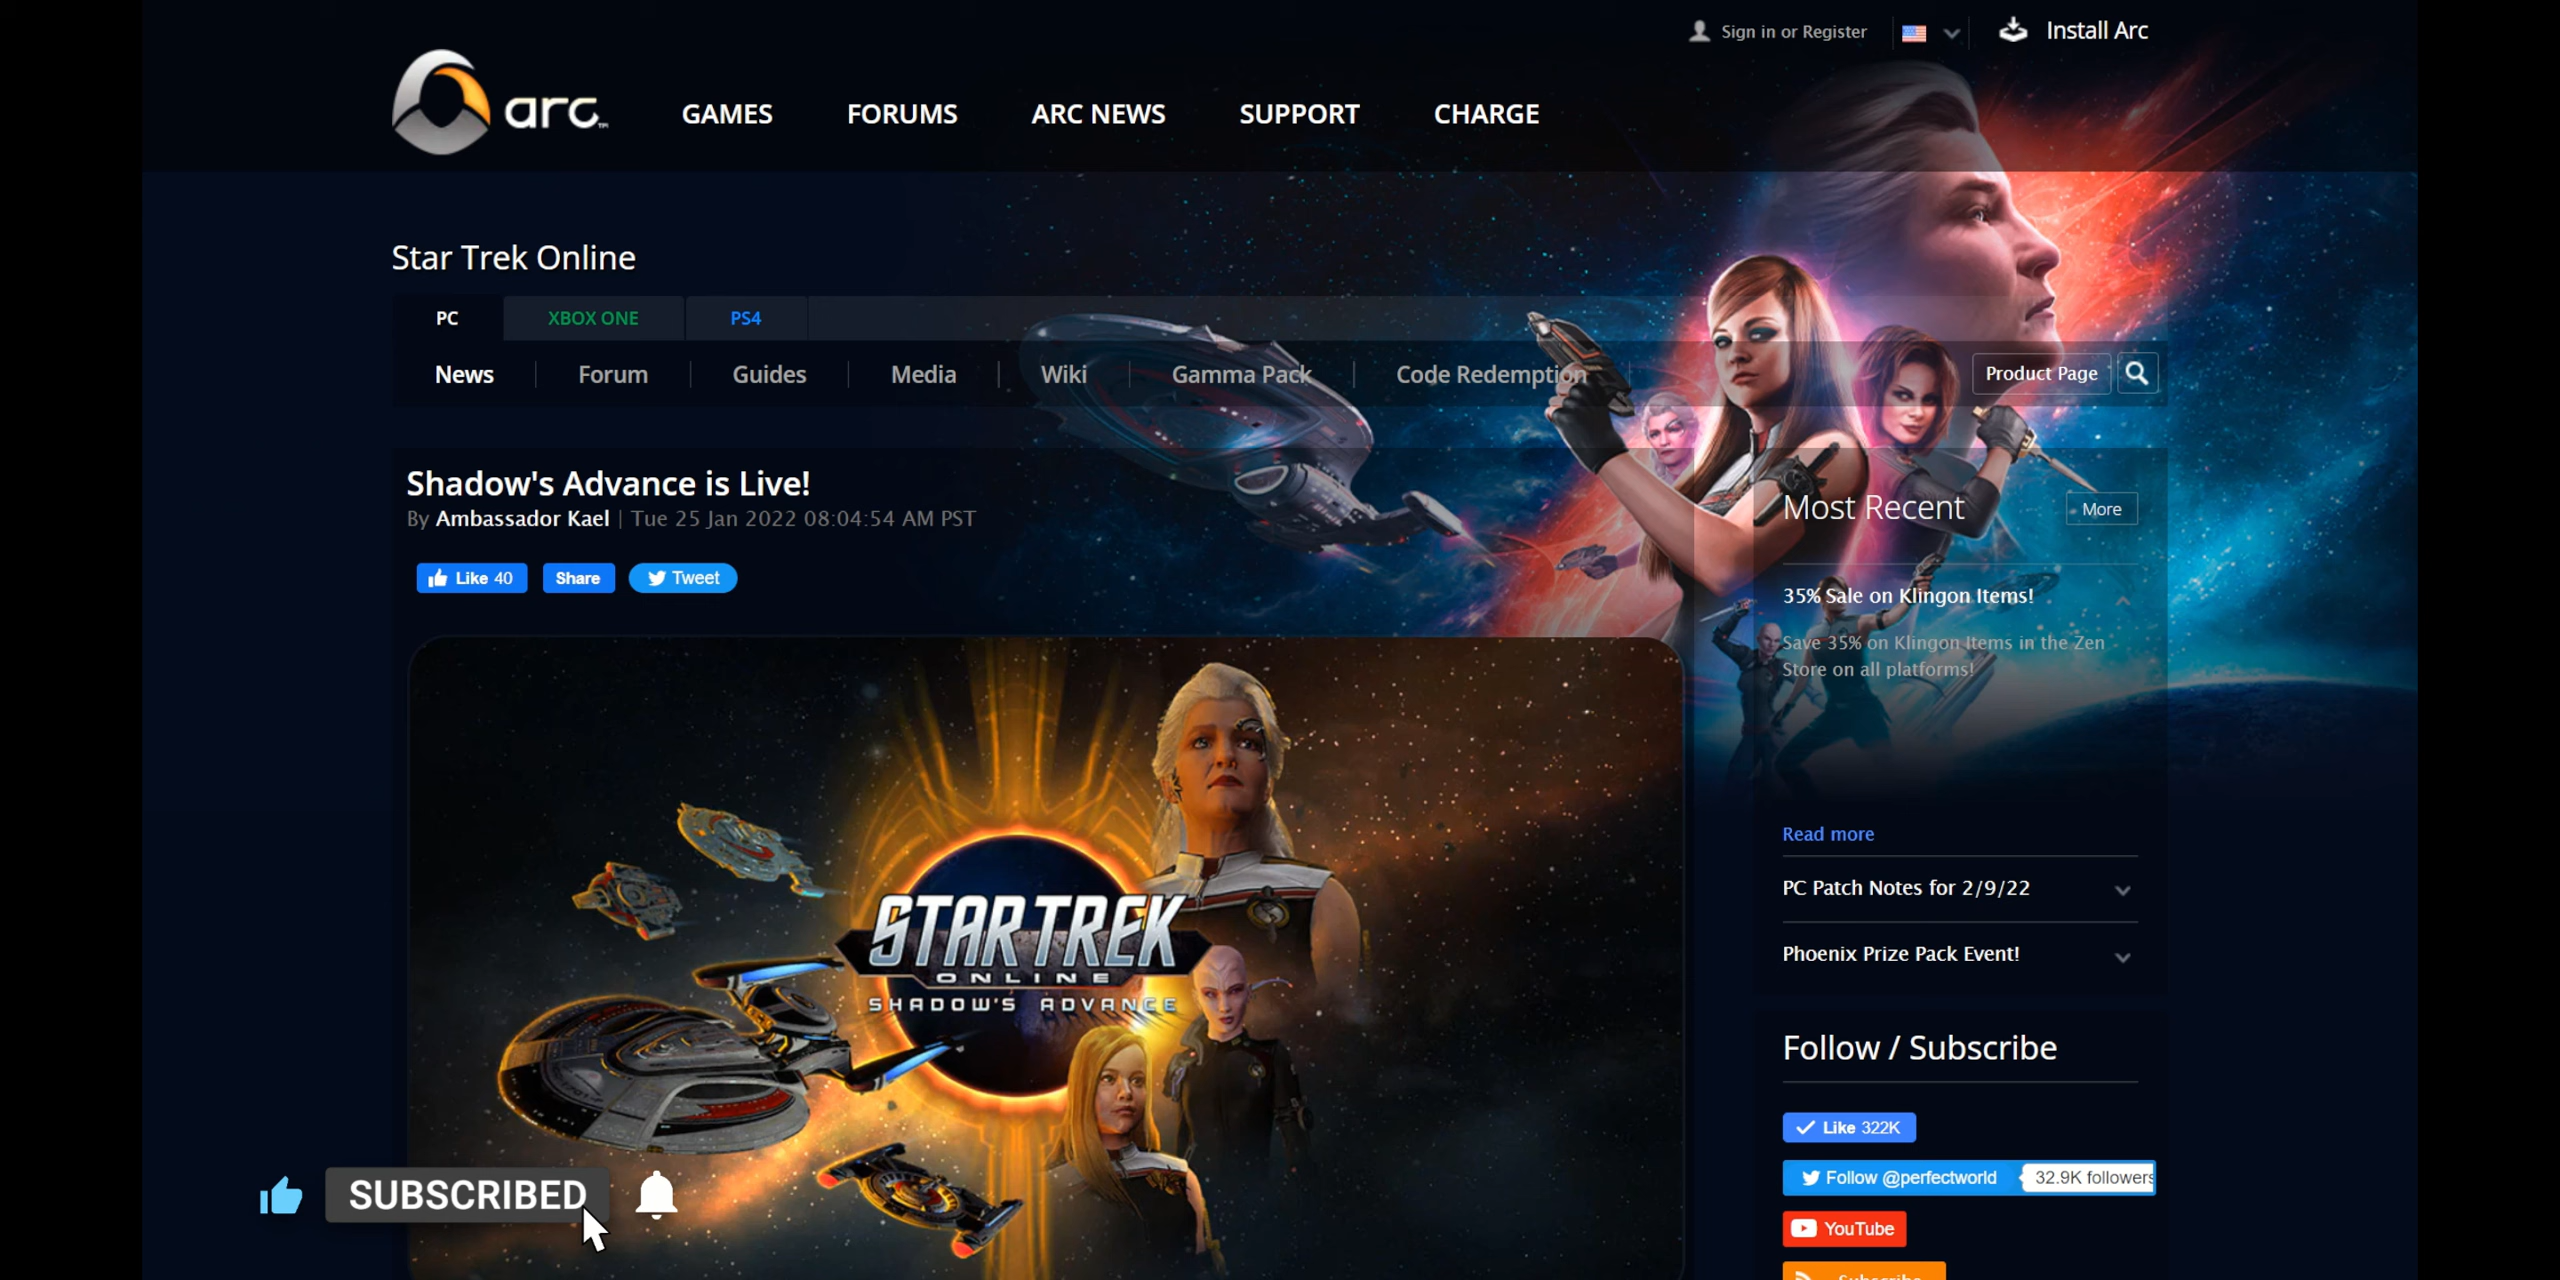 Sign in or Register
Install Arc
arc™
GAMES FORUMS ARC NEWS SUPPORT CHARGE
Star Trek Online
PC XBOX ONE PS4
News Forum Guides Media Wiki Gamma Pack Code Redemption Product Page
Shadow's Advance is Live!
By Ambassador Kael | Tue 25 Jan 2022 08:04:54 AM PST
Like 40 Share Tweet
STAR TREK
ONLINE
SHADOW'S ADVANCE
SUBSCRIBED
Most Recent More
35% Sale on Klingon Items!
Save 35% on Klingon Items in the Zen
Store on all platforms!
Read more
PC Patch Notes for 2/9/22
Phoenix Prize Pack Event!
Follow / Subscribe
Like 322K
Follow @perfectworld 32.9K followers
YouTube
Subscribe